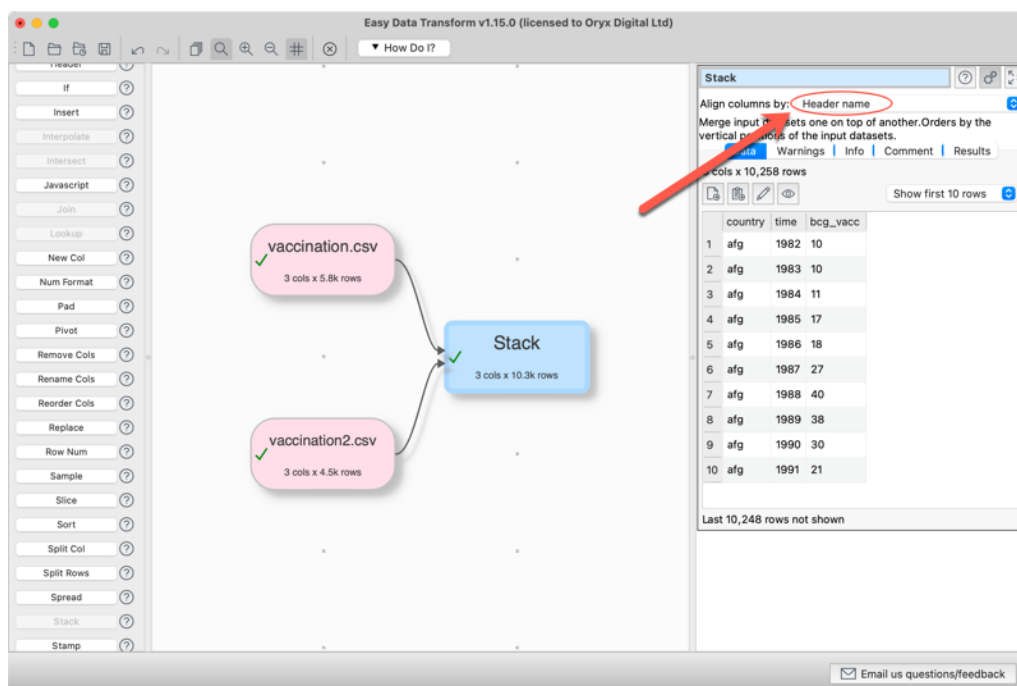 Easy Data Transform v1.15.0 (licensed to Oryx Digital Ltd)
▼ How Do I?
Header
If
Insert
Interpolate
Intersect
Javascript
Join
Lookup
New Col
Num Format
Pad
Pivot
Remove Cols
Rename Cols
Reorder Cols
Replace
Row Num
Sample
Slice
Sort
Split Col
Split Rows
Spread
Stack
Stamp
vaccination.csv
3 cols x 5.8k rows
vaccination2.csv
3 cols x 4.5k rows
Stack
3 cols x 10.3k rows
Stack
Align columns by: Header name
Merge input datasets one on top of another.Orders by the
vertical positions of the input datasets.
Data Warnings Info Comment Results
3 cols x 10,258 rows
Show first 10 rows
country time bcg_vacc
1 afg 1982 10
2 afg 1983 10
3 afg 1984 11
4 afg 1985 17
5 afg 1986 18
6 afg 1987 27
7 afg 1988 40
8 afg 1989 38
9 afg 1990 30
10 afg 1991 21
Last 10,248 rows not shown
Email us questions/feedback